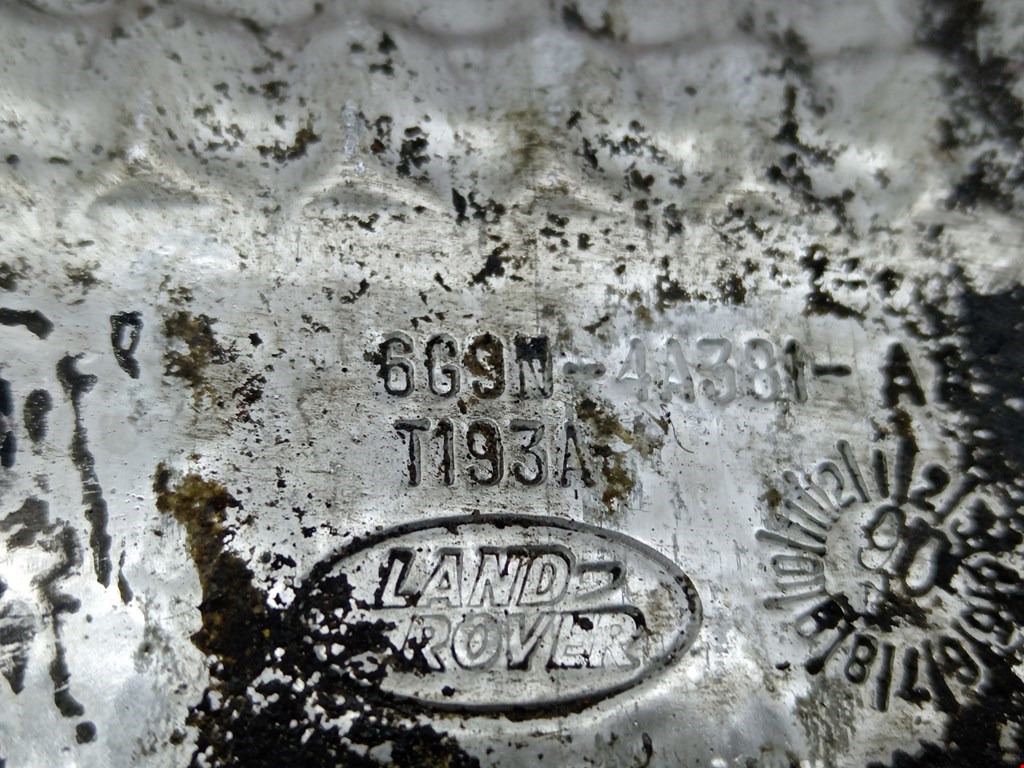 6G9N-4A381-A
T193A
LAND-
ROVER